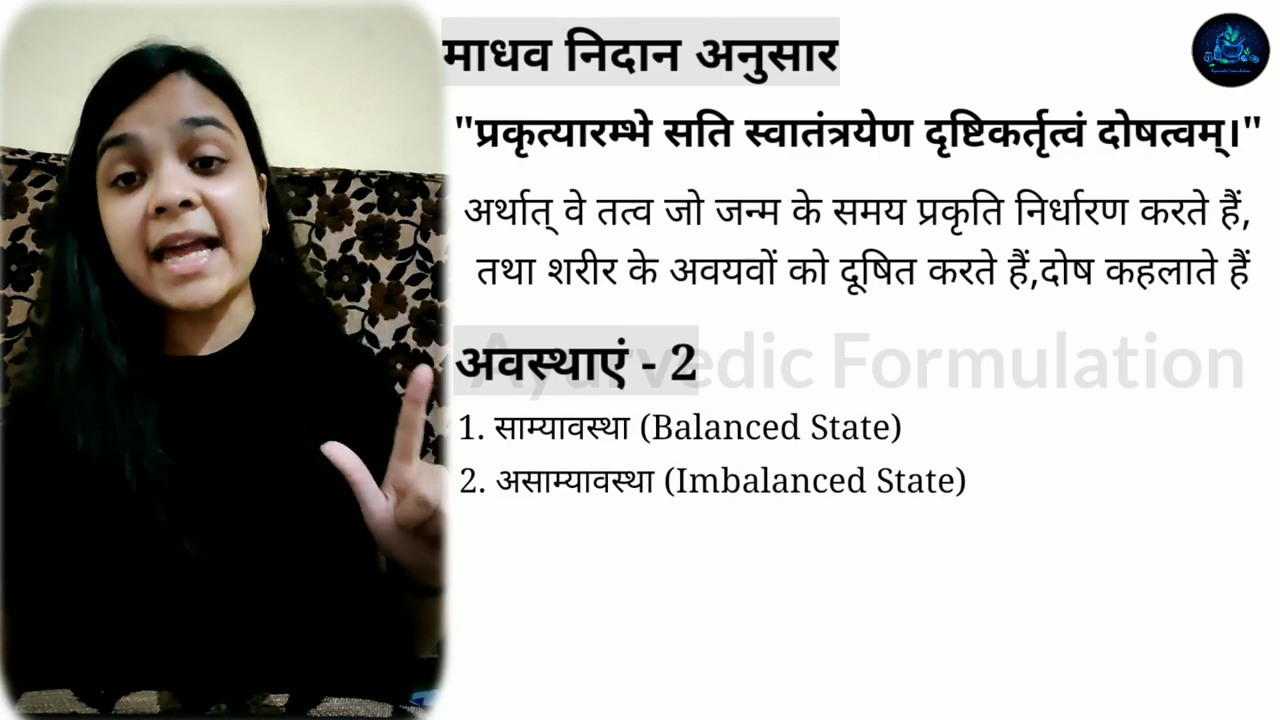 माधव निदान अनुसार
"प्रकृत्यारम्भे सति स्वातंत्रयेण दृष्टिकर्तृत्वं दोषत्वम्।"
अर्थात् वे तत्व जो जन्म के समय प्रकृति निर्धारण करते हैं,
तथा शरीर के अवयवों को दूषित करते हैं,दोष कहलाते हैं
Ayurvedic Formulation
अवस्थाएं - 2
1. साम्यावस्था (Balanced State)
2. असाम्यावस्था (Imbalanced State)